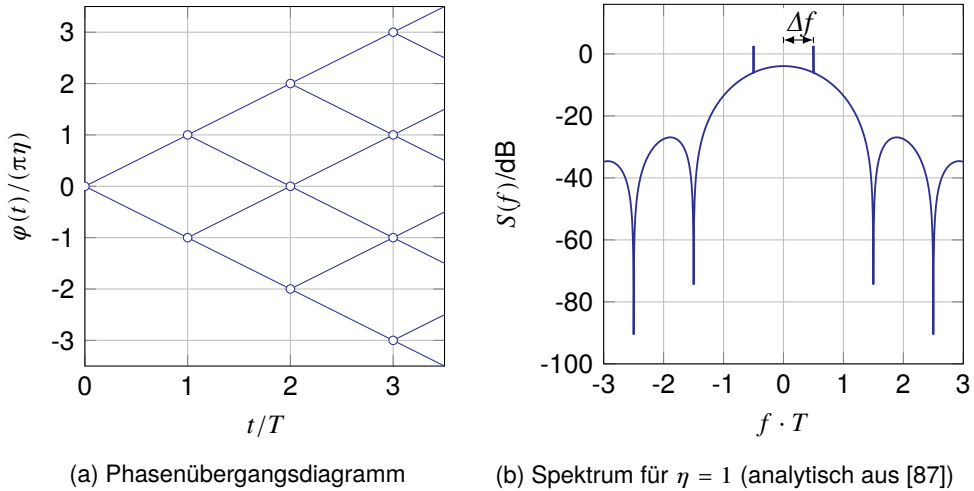 3
2
1
0
-1
-2
-3
φ(t)/(πη)
0 1 2 3
t/T
(a) Phasenübergangsdiagramm
Δf
0
-20
-40
-60
-80
-100
S(f)/dB
-3 -2 -1 0 1 2 3
f · T
(b) Spektrum für η = 1 (analytisch aus [87])